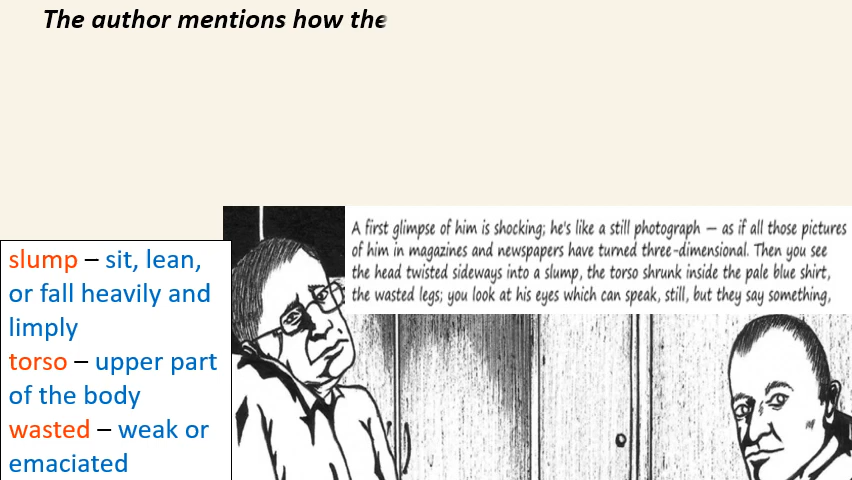 The author mentions how the
A first glimpse of him is shocking; he's like a still photograph – as if all those pictures
of him in magazines and newspapers have turned three-dimensional. Then you see
the head twisted sideways into a slump, the torso shrunk inside the pale blue shirt,
the wasted legs; you look at his eyes which can speak, still, but they say something,
slump – sit, lean,
or fall heavily and
limply
torso – upper part
of the body
wasted – weak or
emaciated